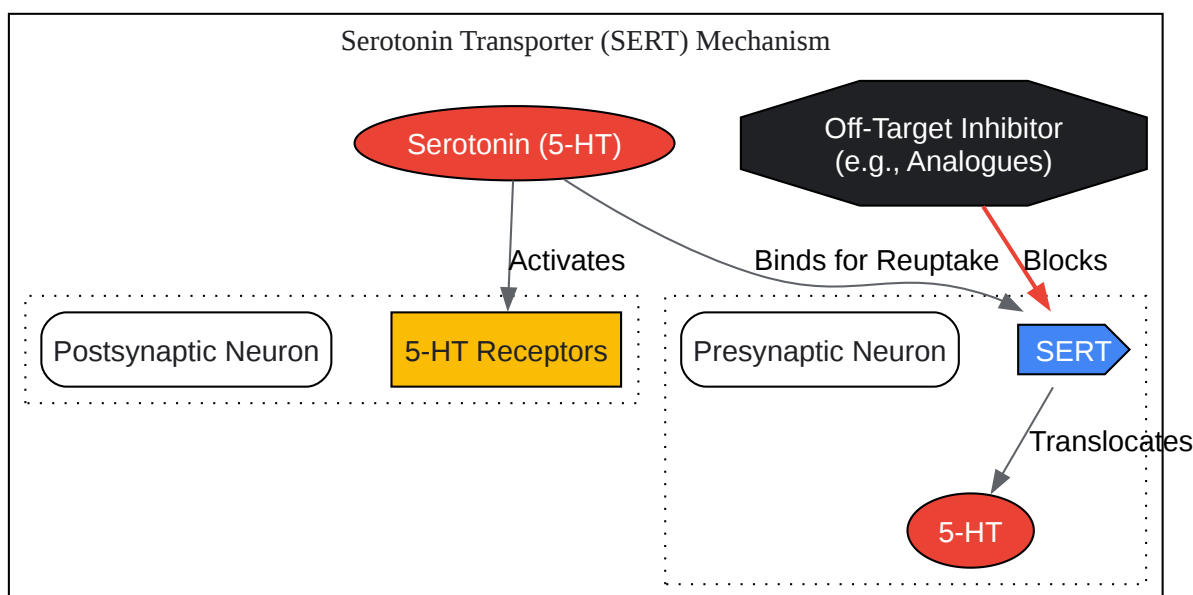 Serotonin Transporter (SERT) Mechanism
Serotonin (5-HT)
Off-Target Inhibitor
(e.g., Analogues)
Activates
Binds for Reuptake
Blocks
Postsynaptic Neuron
5-HT Receptors
Presynaptic Neuron
SERT
Translocates
5-HT